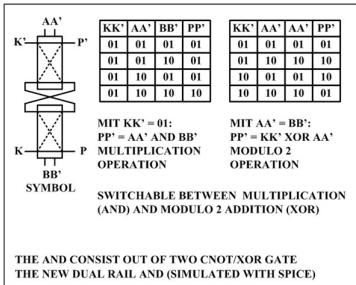 AA’
K’ P’
K P
BB’
SYMBOL
KK’ AA’ BB’ PP’
01 01 01 01
01 01 10 01
01 10 01 01
01 10 10 10
KK’ AA’ AA’ PP’
01 01 01 01
01 10 10 10
10 01 01 10
10 10 10 01
MIT KK’ = 01:
PP’ = AA’ AND BB’
MULTIPLICATION
OPERATION
MIT AA’ = BB’:
PP’ = KK’ XOR AA’
MODULO 2
OPERATION
SWITCHABLE BETWEEN MULTIPLICATION
(AND) AND MODULO 2 ADDITION (XOR)
THE AND CONSIST OUT OF TWO CNOT/XOR GATE
THE NEW DUAL RAIL AND (SIMULATED WITH SPICE)